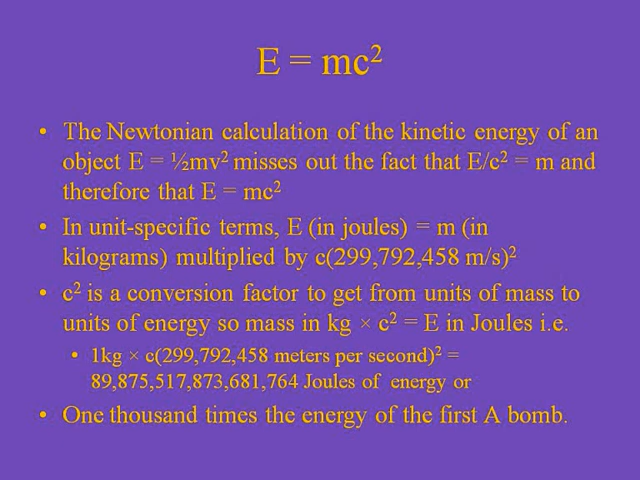 E = mc²
• The Newtonian calculation of the kinetic energy of an
object E = ½mv² misses out the fact that E/c² = m and
therefore that E = mc²
• In unit-specific terms, E (in joules) = m (in
kilograms) multiplied by c(299,792,458 m/s)²
• c² is a conversion factor to get from units of mass to
units of energy so mass in kg × c² = E in Joules i.e.
• 1kg × c(299,792,458 meters per second)² =
89,875,517,873,681,764 Joules of energy or
• One thousand times the energy of the first A bomb.